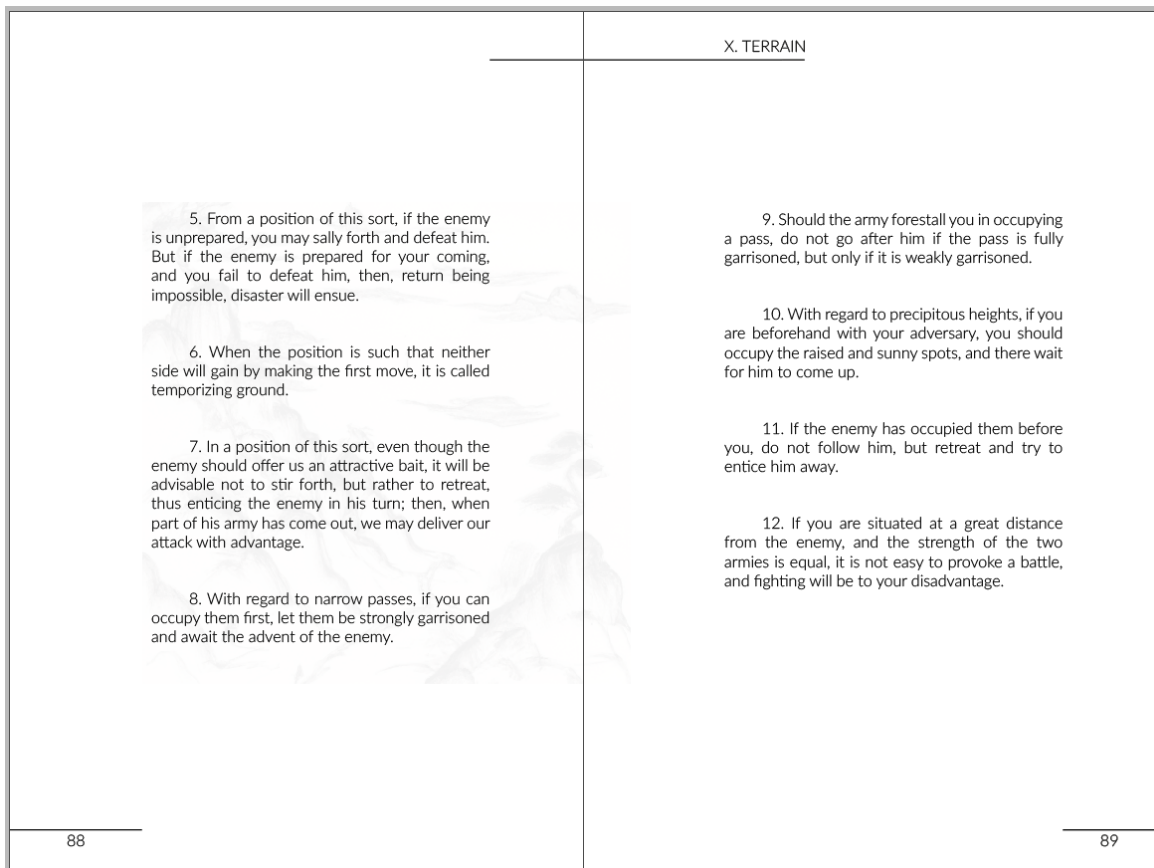 5. From a position of this sort, if the enemy
is unprepared, you may sally forth and defeat him.
But if the enemy is prepared for your coming,
and you fail to defeat him, then, return being
impossible, disaster will ensue.
6. When the position is such that neither
side will gain by making the first move, it is called
temporizing ground.
7. In a position of this sort, even though the
enemy should offer us an attractive bait, it will be
advisable not to stir forth, but rather to retreat,
thus enticing the enemy in his turn; then, when
part of his army has come out, we may deliver our
attack with advantage.
8. With regard to narrow passes, if you can
occupy them first, let them be strongly garrisoned
and await the advent of the enemy.
88
X. TERRAIN
9. Should the army forestall you in occupying
a pass, do not go after him if the pass is fully
garrisoned, but only if it is weakly garrisoned.
10. With regard to precipitous heights, if you
are beforehand with your adversary, you should
occupy the raised and sunny spots, and there wait
for him to come up.
11. If the enemy has occupied them before
you, do not follow him, but retreat and try to
entice him away.
12. If you are situated at a great distance
from the enemy, and the strength of the two
armies is equal, it is not easy to provoke a battle,
and fighting will be to your disadvantage.
89